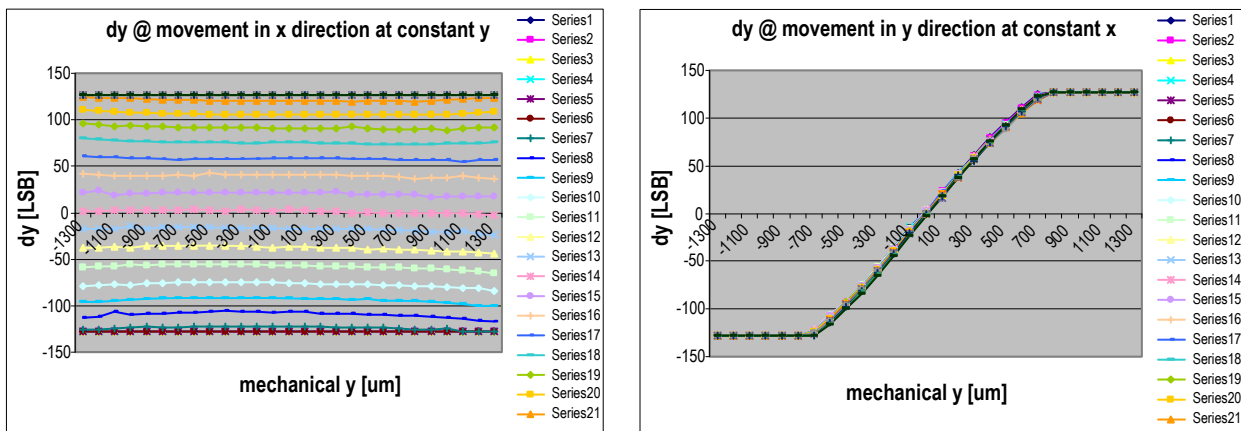 dy @ movement in x direction at constant y
150
100
50
0
-50
-100
-150
-1300
-1100
-900
-700
-500
-300
-100
100
300
500
700
900
1100
1300
dy [LSB]
mechanical y [um]
Series1
Series2
Series3
Series4
Series5
Series6
Series7
Series8
Series9
Series10
Series11
Series12
Series13
Series14
Series15
Series16
Series17
Series18
Series19
Series20
Series21
dy @ movement in y direction at constant x
150
100
50
0
-50
-100
-150
-1300
-1100
-900
-700
-500
-300
-100
100
300
500
700
900
1100
1300
dy [LSB]
mechanical y [um]
Series1
Series2
Series3
Series4
Series5
Series6
Series7
Series8
Series9
Series10
Series11
Series12
Series13
Series14
Series15
Series16
Series17
Series18
Series19
Series20
Series21